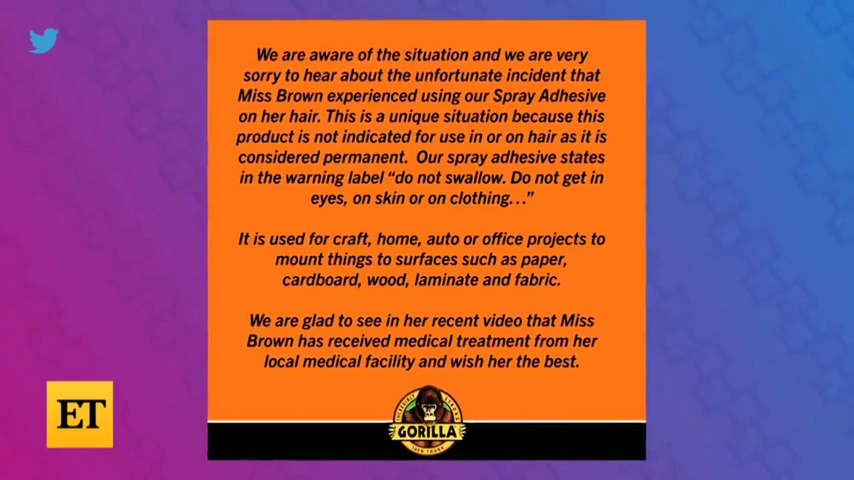 We are aware of the situation and we are very
sorry to hear about the unfortunate incident that
Miss Brown experienced using our Spray Adhesive
on her hair. This is a unique situation because this
product is not indicated for use in or on hair as it is
considered permanent.  Our spray adhesive states
in the warning label “do not swallow. Do not get in
eyes, on skin or on clothing…”
It is used for craft, home, auto or office projects to
mount things to surfaces such as paper,
cardboard, wood, laminate and fabric.
We are glad to see in her recent video that Miss
Brown has received medical treatment from her
local medical facility and wish her the best.
GORILLA
ET